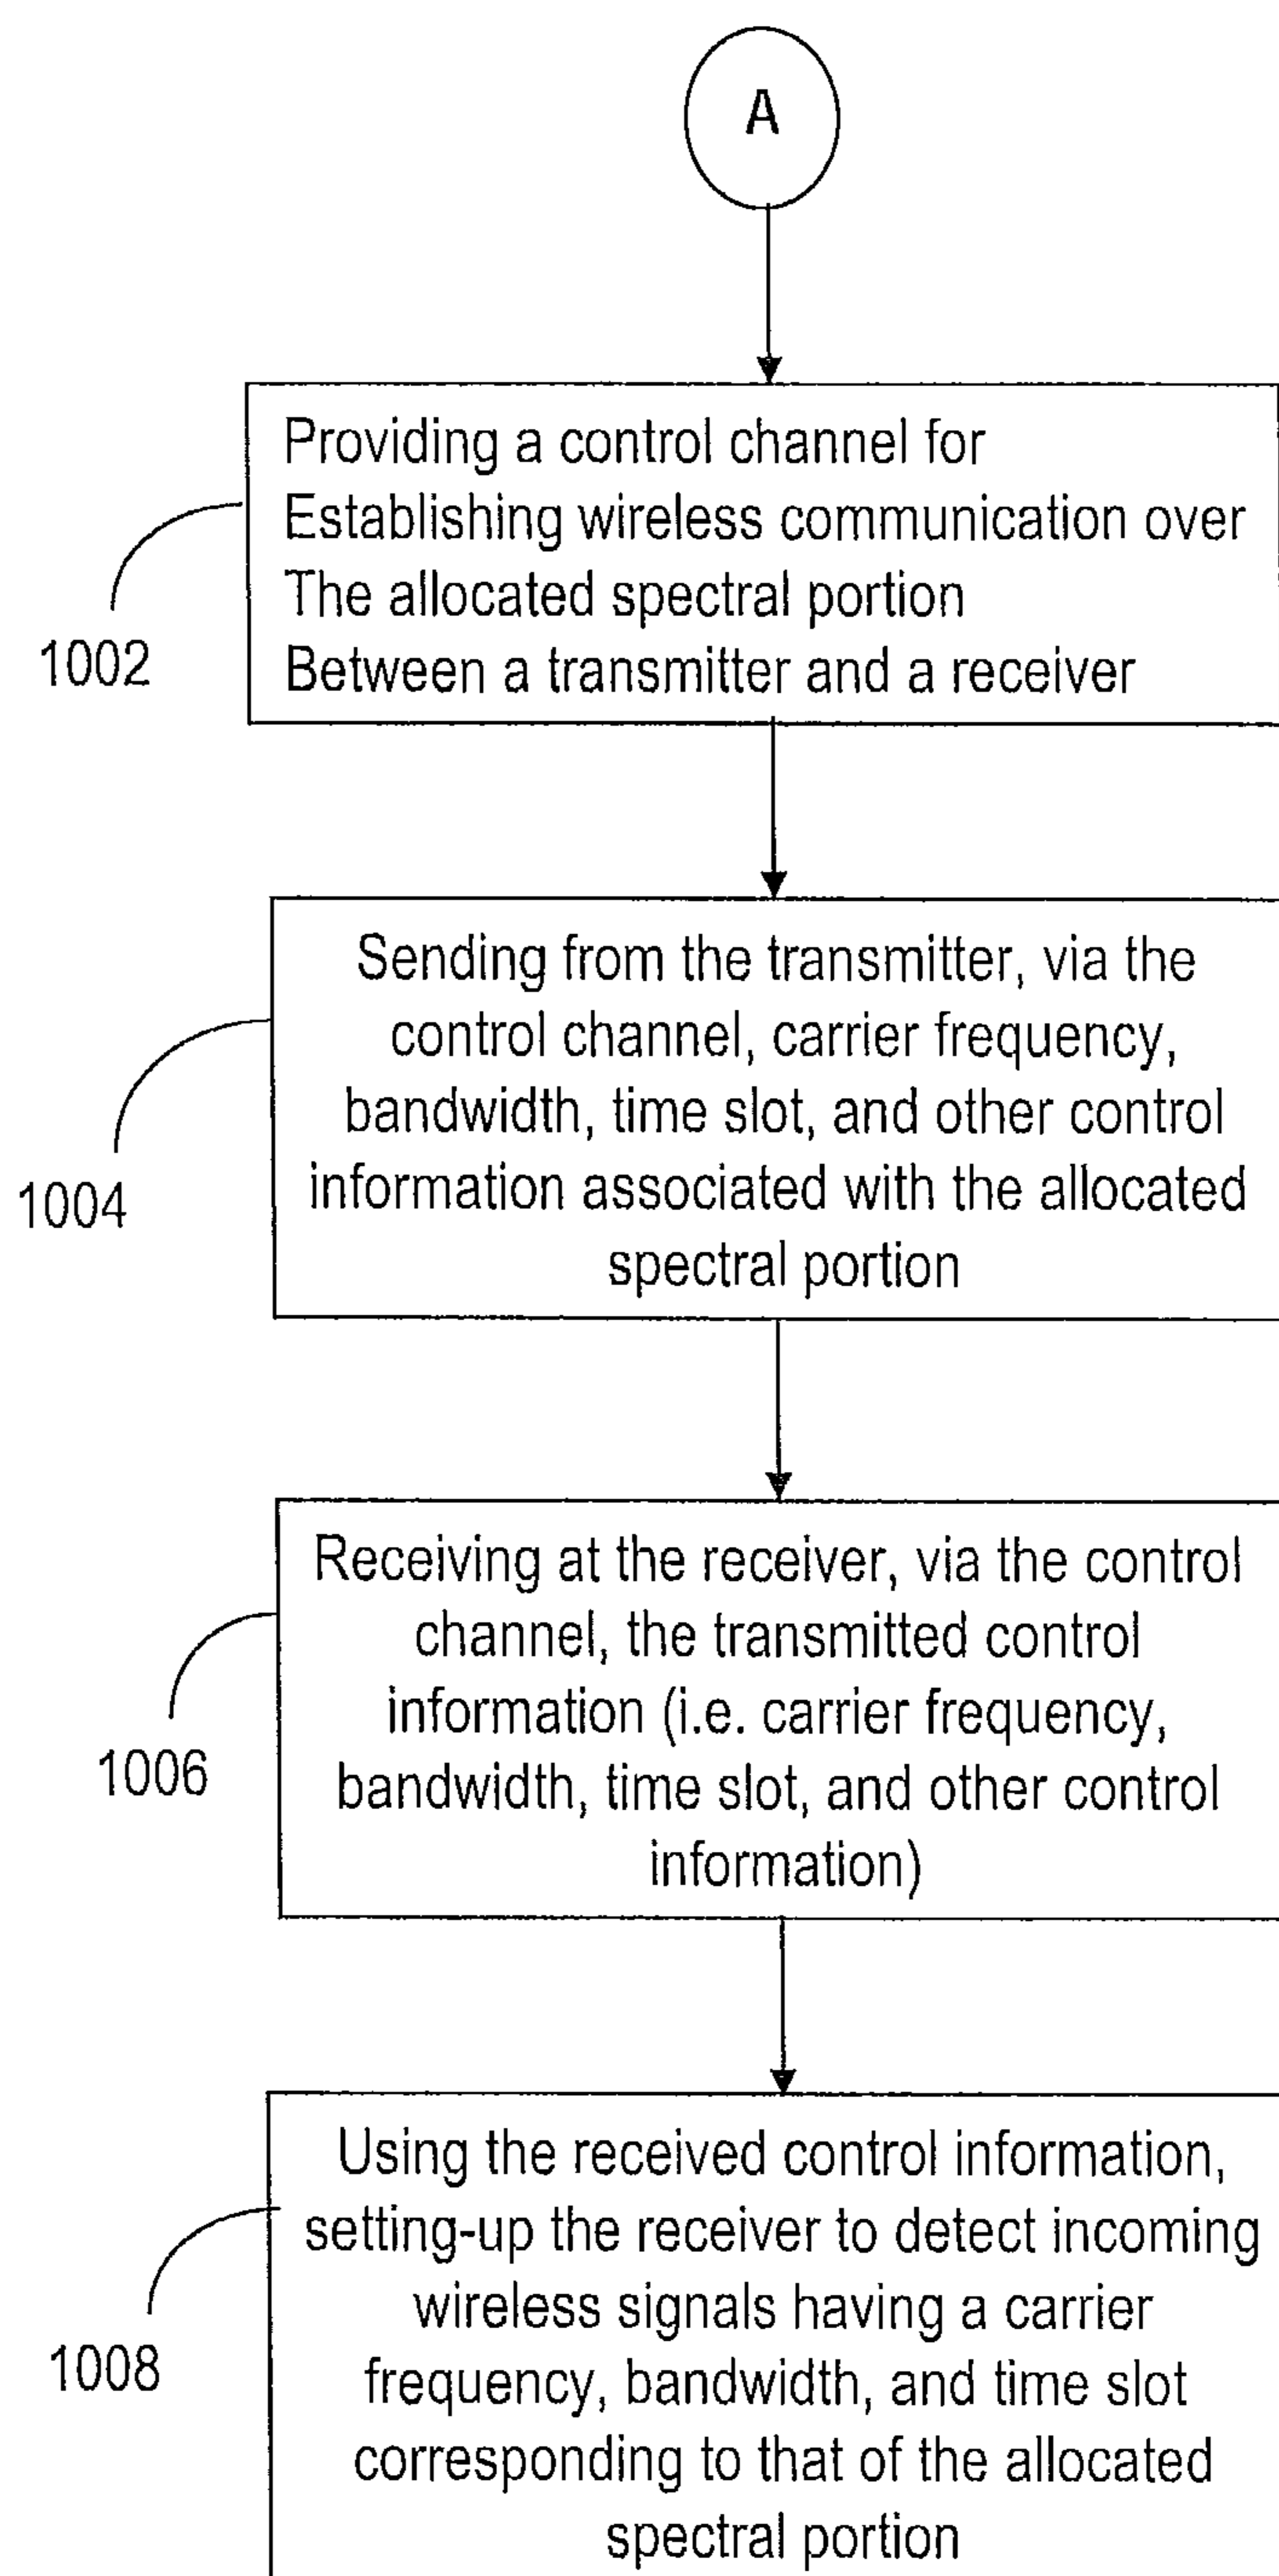 A
Providing a control channel for
Establishing wireless communication over
The allocated spectral portion
Between a transmitter and a receiver
1002
Sending from the transmitter, via the
control channel, carrier frequency,
bandwidth, time slot, and other control
information associated with the allocated
spectral portion
1004
Receiving at the receiver, via the control
channel, the transmitted control
information (i.e. carrier frequency,
bandwidth, time slot, and other control
information)
1006
Using the received control information,
setting-up the receiver to detect incoming
wireless signals having a carrier
frequency, bandwidth, and time slot
corresponding to that of the allocated
spectral portion
1008